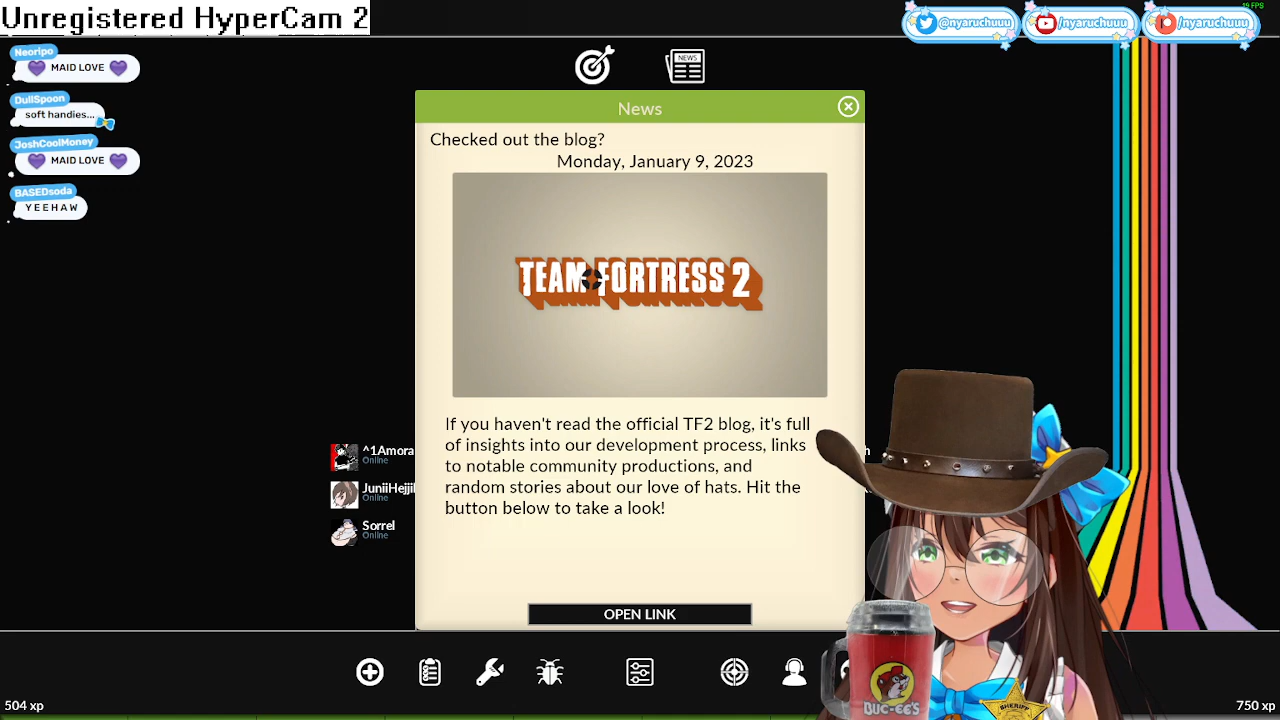 Unregistered HyperCam 2
19 FPS
@nyaruchuuu
/nyaruchuuu
/nyaruchuuu
Neoripo
MAID LOVE
DullSpoon
soft handies...
JoshCoolMoney
MAID LOVE
BASEDsoda
Y E E H A W
NEWS
News
Checked out the blog?
Monday, January 9, 2023
TEAM FORTRESS 2
If you haven't read the official TF2 blog, it's full
of insights into our development process, links
to notable community productions, and
random stories about our love of hats. Hit the
button below to take a look!
OPEN LINK
^1Amora
Online
JuniiHejji
Online
Sorrel
Online
504 xp
750 xp
BUC-EE'S
SHERIFF